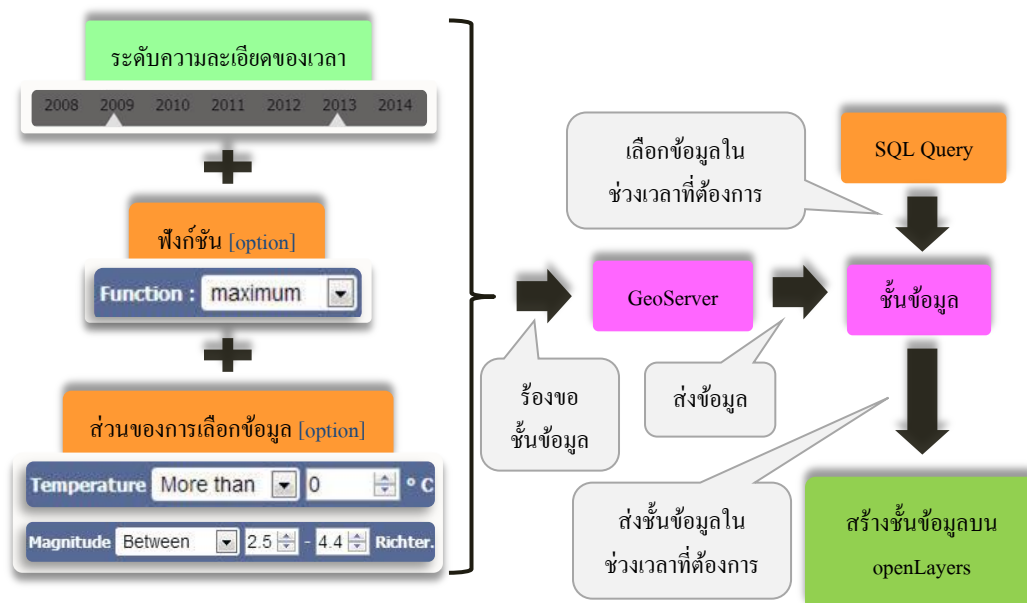 ระดับความละเอียดของเวลา
2008 2009 2010 2011 2012 2013 2014
ฟังก์ชัน [option]
Function : maximum
ส่วนของการเลือกข้อมูล [option]
Temperature More than 0 ° C
Magnitude Between 2.5 - 4.4 Richter.
ร้องขอ
ชั้นข้อมูล
GeoServer
ส่งข้อมูล
เลือกข้อมูลใน
ช่วงเวลาที่ต้องการ
SQL Query
ชั้นข้อมูล
ส่งชั้นข้อมูลใน
ช่วงเวลาที่ต้องการ
สร้างชั้นข้อมูลบน
openLayers